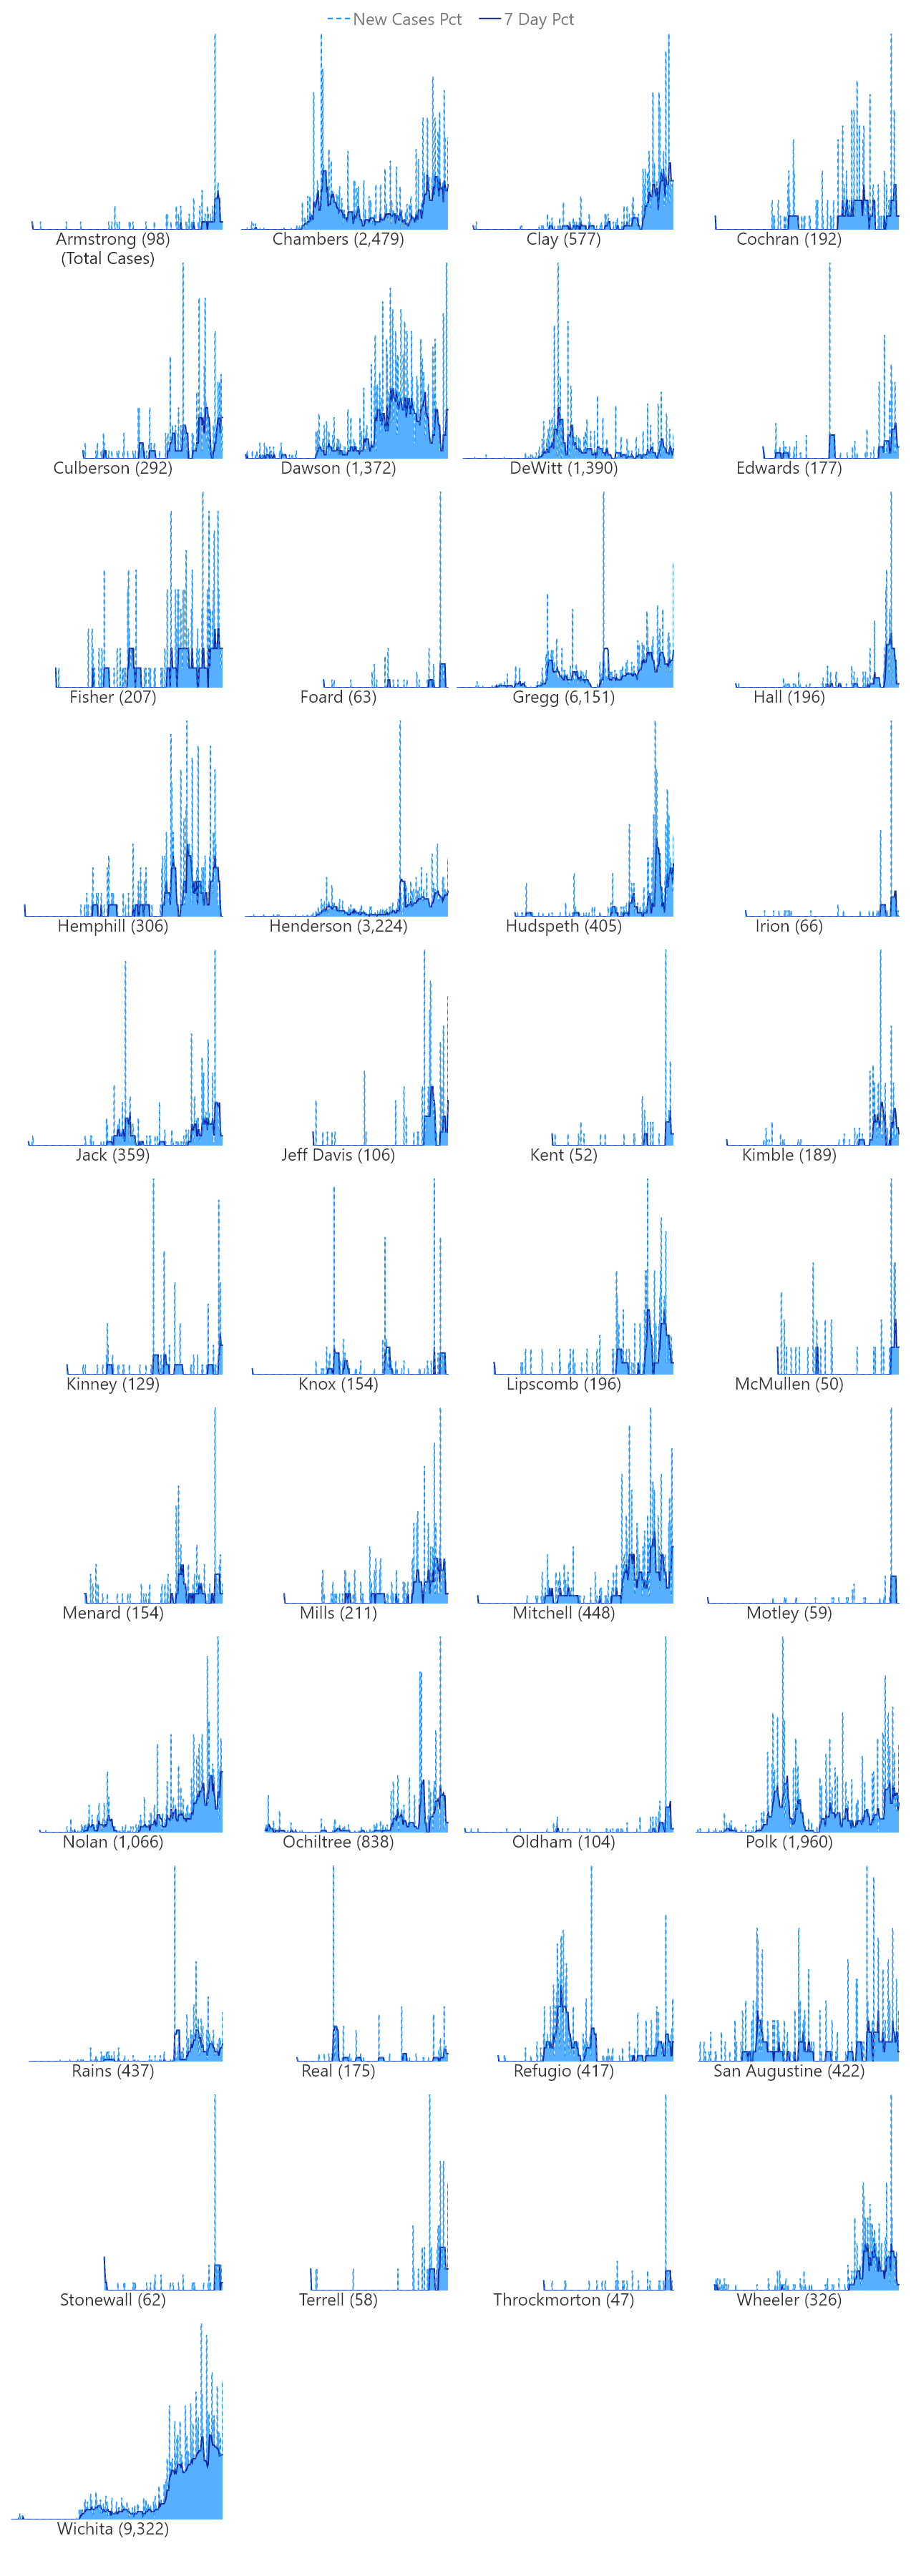 New Cases Pct 7 Day Pct
Armstrong (98) Chambers (2,479) Clay (577) Cochran (192)
(Total Cases)
Culberson (292) Dawson (1,372) DeWitt (1,390) Edwards (177)
Fisher (207) Foard (63) Gregg (6,151) Hall (196)
Hemphill (306) Henderson (3,224) Hudspeth (405) Irion (66)
Jack (359) Jeff Davis (106) Kent (52) Kimble (189)
Kinney (129) Knox (154) Lipscomb (196) McMullen (50)
Menard (154) Mills (211) Mitchell (448) Motley (59)
Nolan (1,066) Ochiltree (838) Oldham (104) Polk (1,960)
Rains (437) Real (175) Refugio (417) San Augustine (422)
Stonewall (62) Terrell (58) Throckmorton (47) Wheeler (326)
Wichita (9,322)